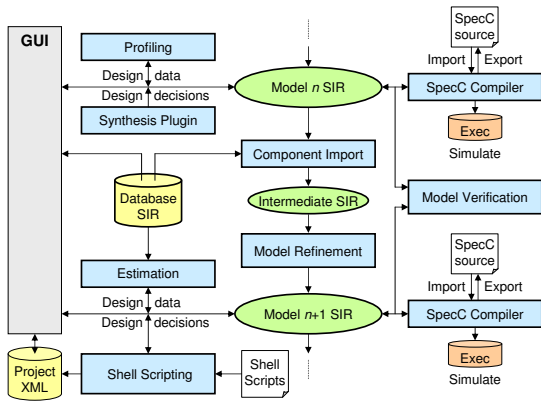 GUI
Profiling
Design data
Design decisions
Synthesis Plugin
Model n SIR
SpecC
source
Import Export
SpecC Compiler
Exec
Simulate
Component Import
Database
SIR
Intermediate SIR
Model Verification
Model Refinement
Estimation
Design data
Design decisions
Model n+1 SIR
SpecC
source
Import Export
SpecC Compiler
Exec
Simulate
Project
XML
Shell Scripting
Shell
Scripts